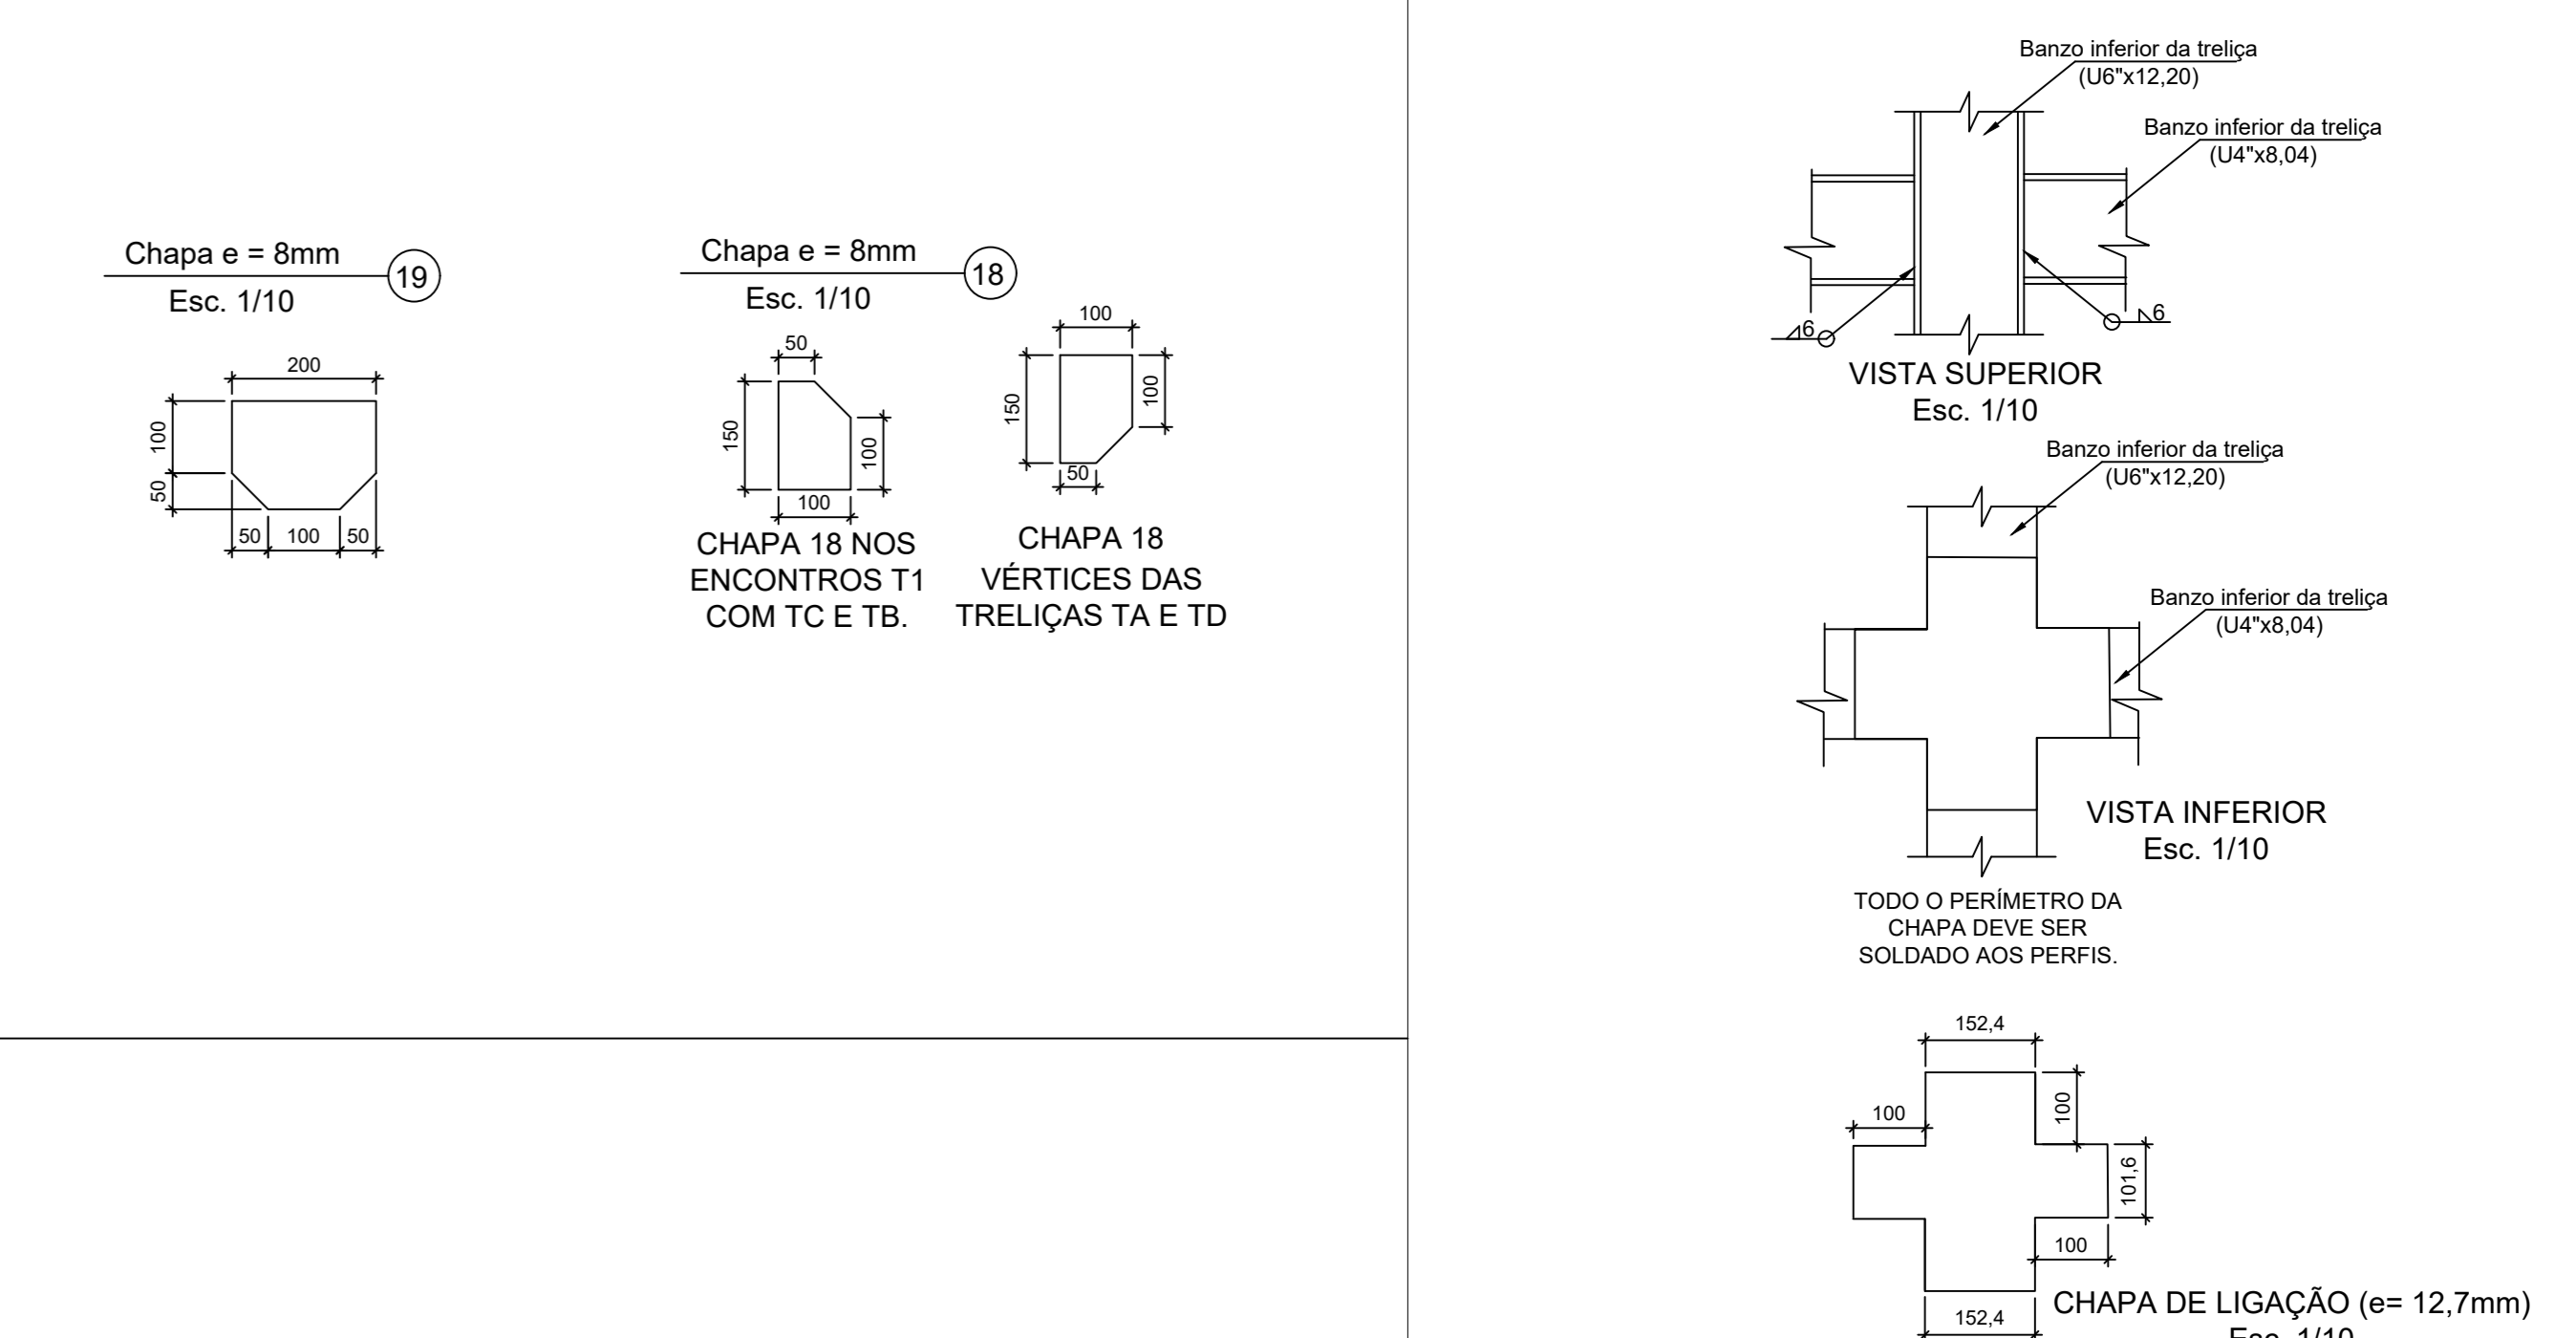 Chapa e = 8mm
19
Esc. 1/10
200
100
50
50
100
50
Chapa e = 8mm
18
Esc. 1/10
50
150
100
100
CHAPA 18 NOS
ENCONTROS T1
COM TC E TB.
100
150
100
50
CHAPA 18
VÉRTICES DAS
TRELIÇAS TA E TD
Banzo inferior da treliça
(U6"x12,20)
Banzo inferior da treliça
(U4"x8,04)
6
6
VISTA SUPERIOR
Esc. 1/10
Banzo inferior da treliça
(U6"x12,20)
Banzo inferior da treliça
(U4"x8,04)
VISTA INFERIOR
Esc. 1/10
TODO O PERÍMETRO DA
CHAPA DEVE SER
SOLDADO AOS PERFIS.
152,4
100
100
101,6
100
152,4
CHAPA DE LIGAÇÃO (e= 12,7mm)
Esc. 1/10